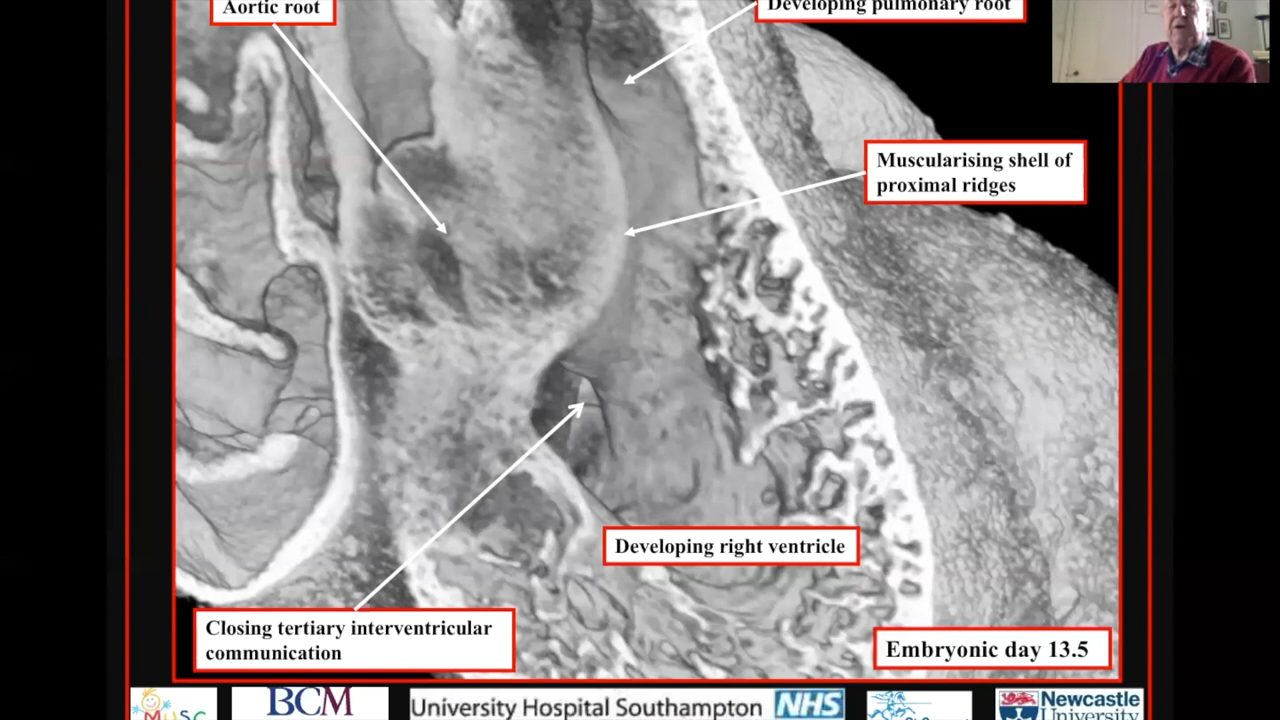 Aortic root
Developing pulmonary root
Muscularising shell of
proximal ridges
Developing right ventricle
Closing tertiary interventricular
communication
Embryonic day 13.5
MUSC
BCM
University Hospital Southampton
NHS
Newcastle
University